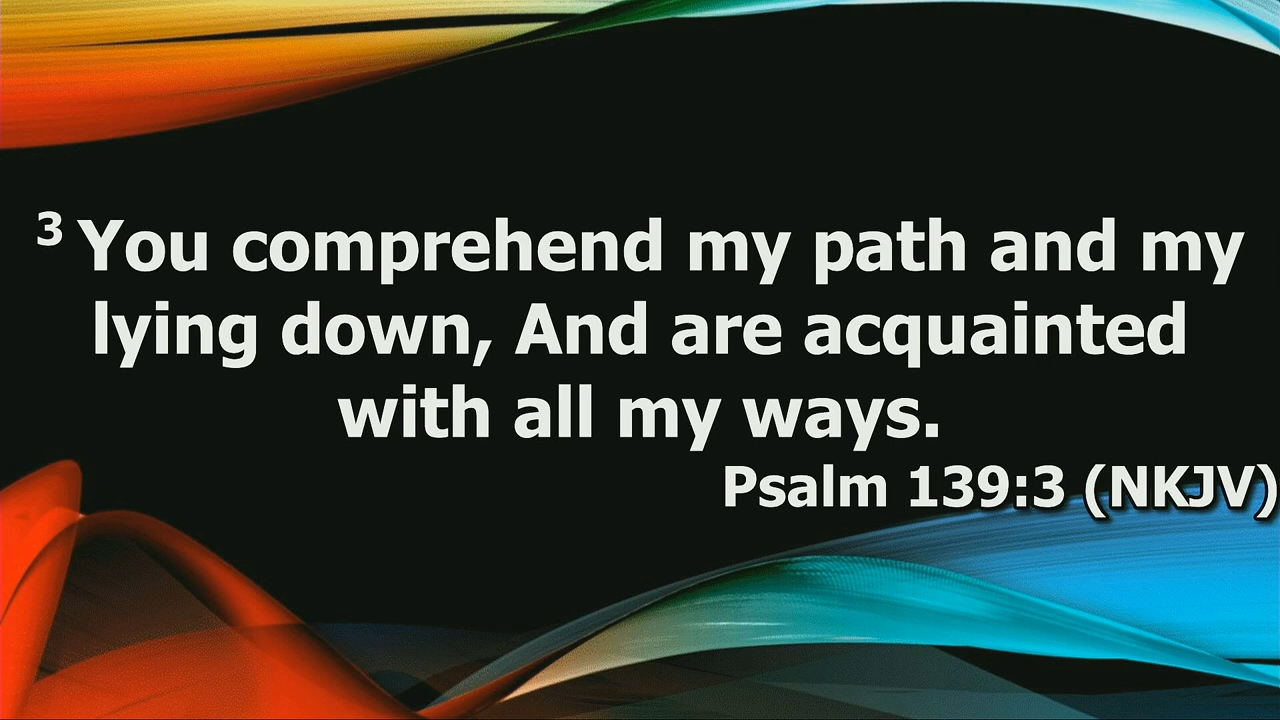 3 You comprehend my path and my
lying down, And are acquainted
with all my ways.
Psalm 139:3 (NKJV)